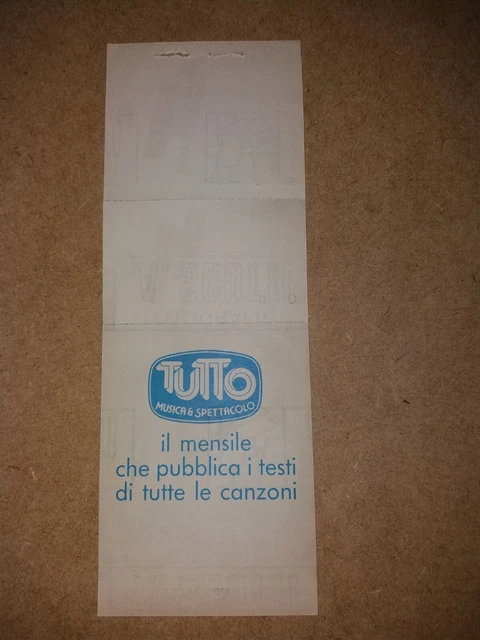 TUTTO
MUSICA & SPETTACOLO
il mensile
che pubblica i testi
di tutte le canzoni